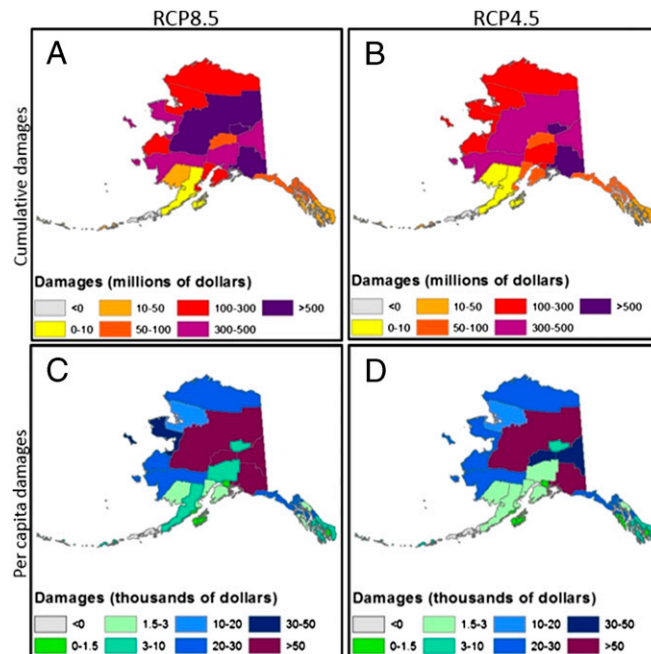 RCP8.5 RCP4.5
Cumulative damages
A B
Damages (millions of dollars) Damages (millions of dollars)
<0 10-50 100-300 >500 <0 10-50 100-300 >500
0-10 50-100 300-500 0-10 50-100 300-500
Per capita damages
C D
Damages (thousands of dollars) Damages (thousands of dollars)
<0 1.5-3 10-20 30-50 <0 1.5-3 10-20 30-50
0-1.5 3-10 20-30 >50 0-1.5 3-10 20-30 >50